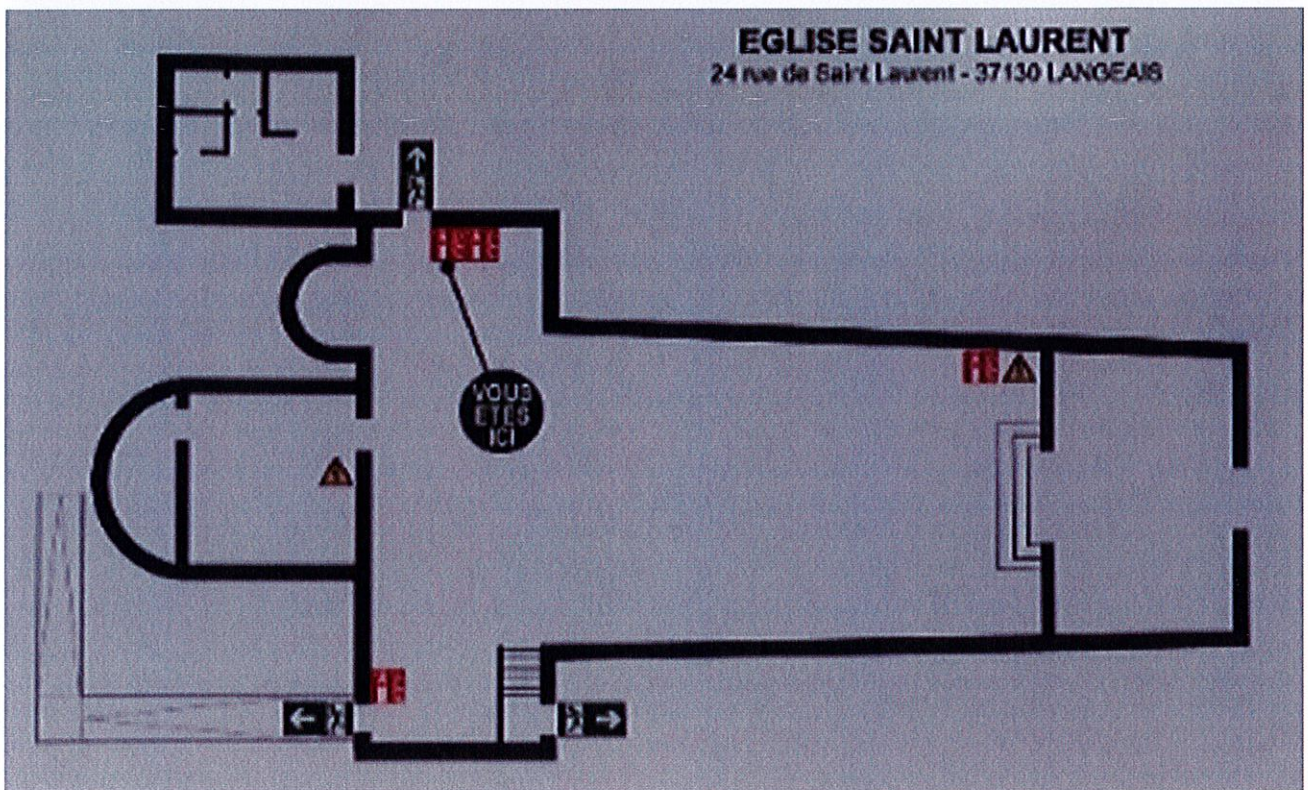 EGLISE SAINT LAURENT
24 rue de Saint Laurent - 37130 LANGEAIS
VOUS
ETES
ICI